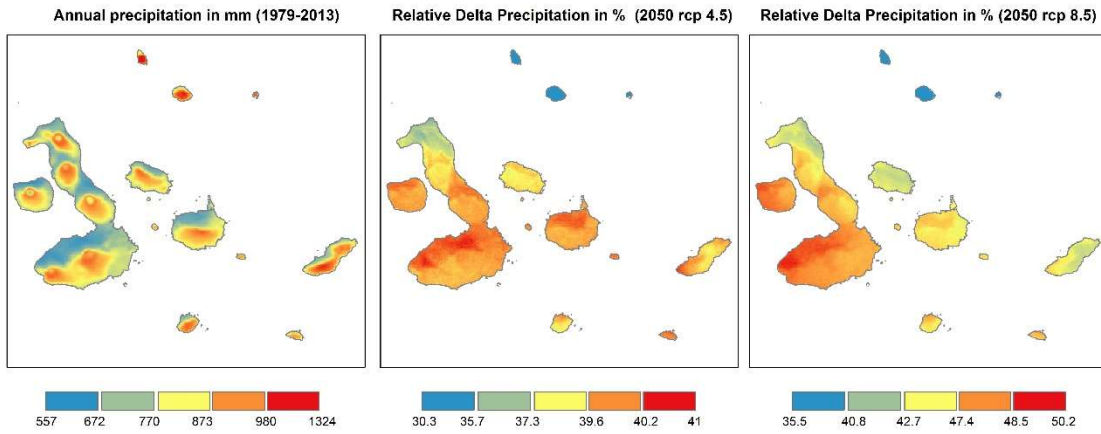 Annual precipitation in mm (1979-2013)
Relative Delta Precipitation in % (2050 rcp 4.5)
Relative Delta Precipitation in % (2050 rcp 8.5)
557 672 770 873 980 1324
30.3 35.7 37.3 39.6 40.2 41
35.5 40.8 42.7 47.4 48.5 50.2